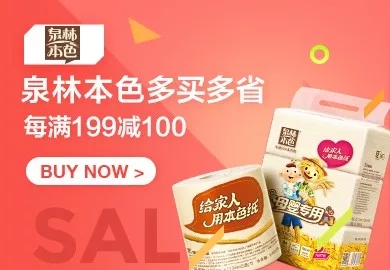 泉林
本色
泉林本色多买多省
每满199减100
BUY NOW >
SALE
泉林
本色
给家人
用本色纸
母婴专用
给家人
用本色纸